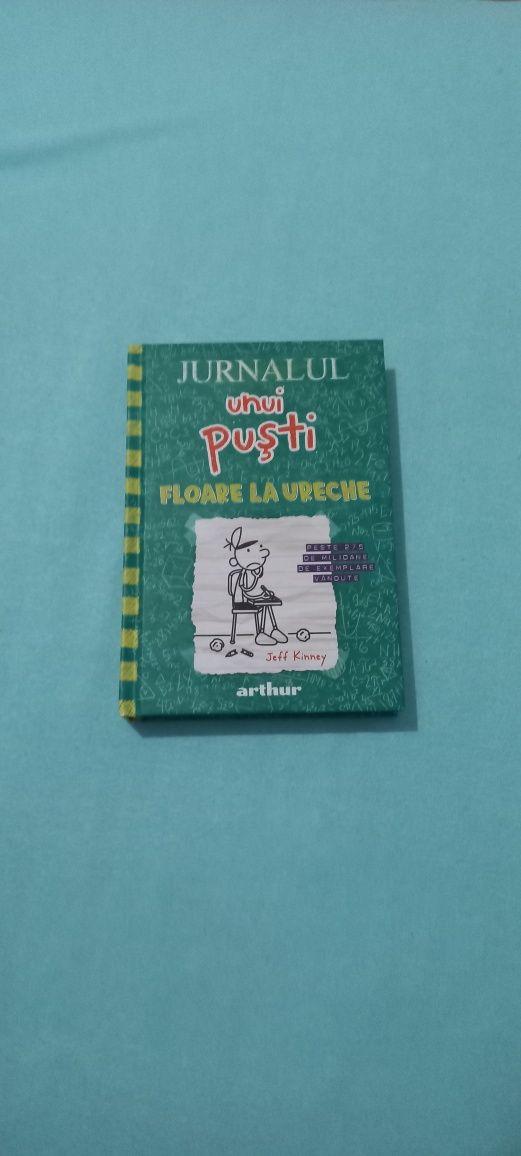 JURNALUL
unui
puşti
FLOARE LA URECHE
PESTE 275
DE MILIOANE
DE EXEMPLARE
VÂNDUTE
Jeff Kinney
arthur